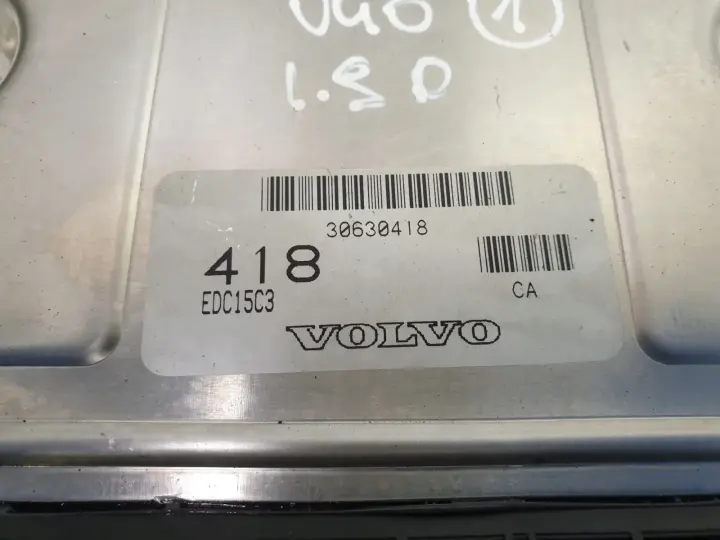 V40 1
1.9 D
30630418
418
EDC15C3
CA
VOLVO